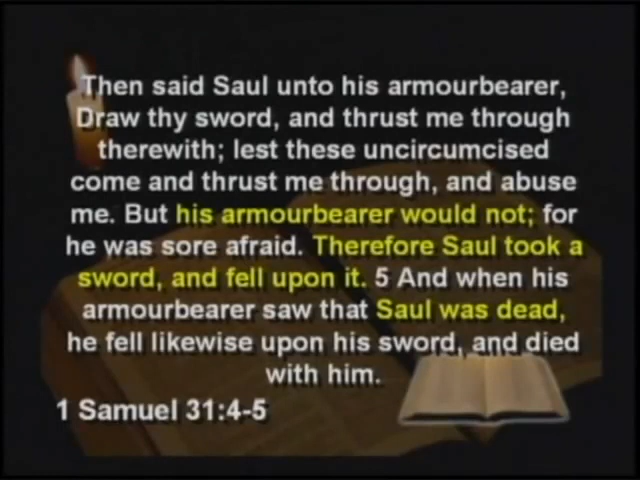 Then said Saul unto his armourbearer,
Draw thy sword, and thrust me through
therewith; lest these uncircumcised
come and thrust me through, and abuse
me. But his armourbearer would not; for
he was sore afraid. Therefore Saul took a
sword, and fell upon it. 5 And when his
armourbearer saw that Saul was dead,
he fell likewise upon his sword, and died
with him.
1 Samuel 31:4-5